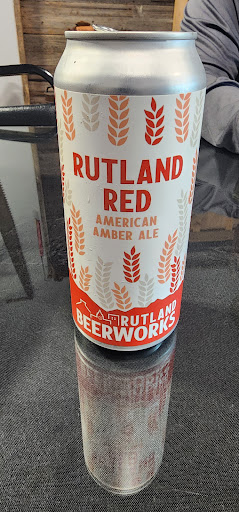 RUTLAND
RED
AMERICAN
AMBER ALE
RUTLAND
BEERWORKS